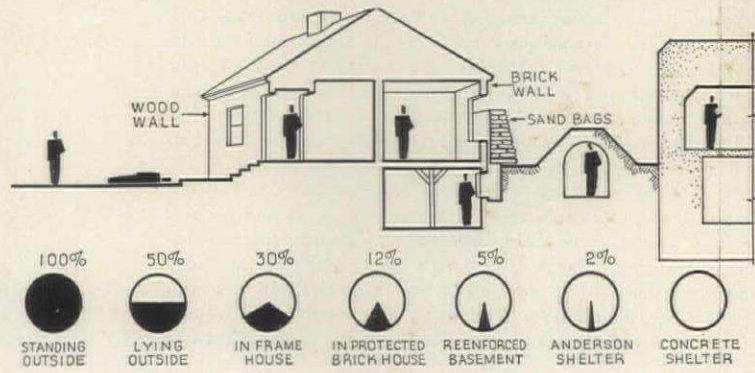 WOOD
WALL
BRICK
WALL
SAND BAGS
100%
50%
30%
12%
5%
2%
STANDING
OUTSIDE
LYING
OUTSIDE
IN FRAME
HOUSE
IN PROTECTED
BRICK HOUSE
REENFORCED
BASEMENT
ANDERSON
SHELTER
CONCRETE
SHELTER